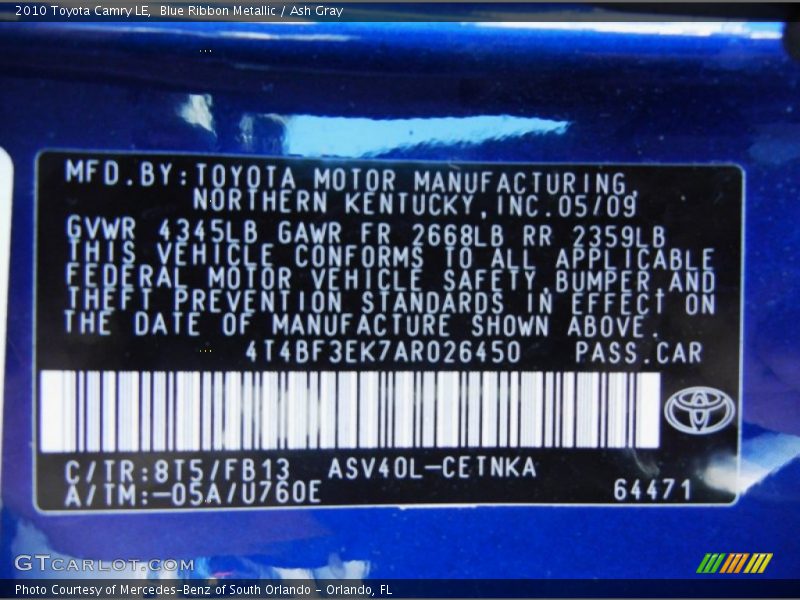 2010 Toyota Camry LE,  Blue Ribbon Metallic / Ash Gray
MFD.BY:TOYOTA MOTOR MANUFACTURING,
NORTHERN KENTUCKY,INC.05/09
GVWR 4345LB GAWR FR 2668LB RR 2359LB
THIS VEHICLE CONFORMS TO ALL APPLICABLE
FEDERAL MOTOR VEHICLE SAFETY,BUMPER,AND
THEFT PREVENTION STANDARDS IN EFFECT ON
THE DATE OF MANUFACTURE SHOWN ABOVE.
4T4BF3EK7AR026450 PASS.CAR
C/TR:8T5/FB13 ASV40L-CETNKA
A/TM:-05A/U760E 64471
GTCARLOT.COM
Photo Courtesy of Mercedes-Benz of South Orlando - Orlando, FL